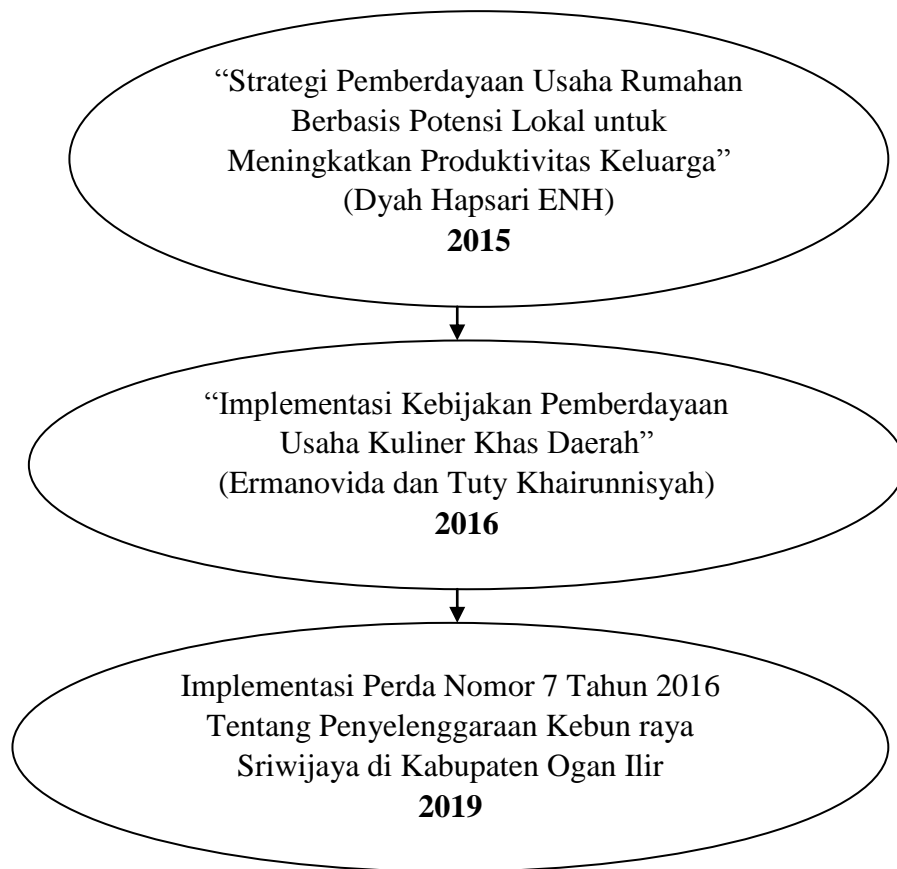 “Strategi Pemberdayaan Usaha Rumahan
Berbasis Potensi Lokal untuk
Meningkatkan Produktivitas Keluarga”
(Dyah Hapsari ENH)
2015
“Implementasi Kebijakan Pemberdayaan
Usaha Kuliner Khas Daerah”
(Ermanovida dan Tuty Khairunnisyah)
2016
Implementasi Perda Nomor 7 Tahun 2016
Tentang Penyelenggaraan Kebun raya
Sriwijaya di Kabupaten Ogan Ilir
2019